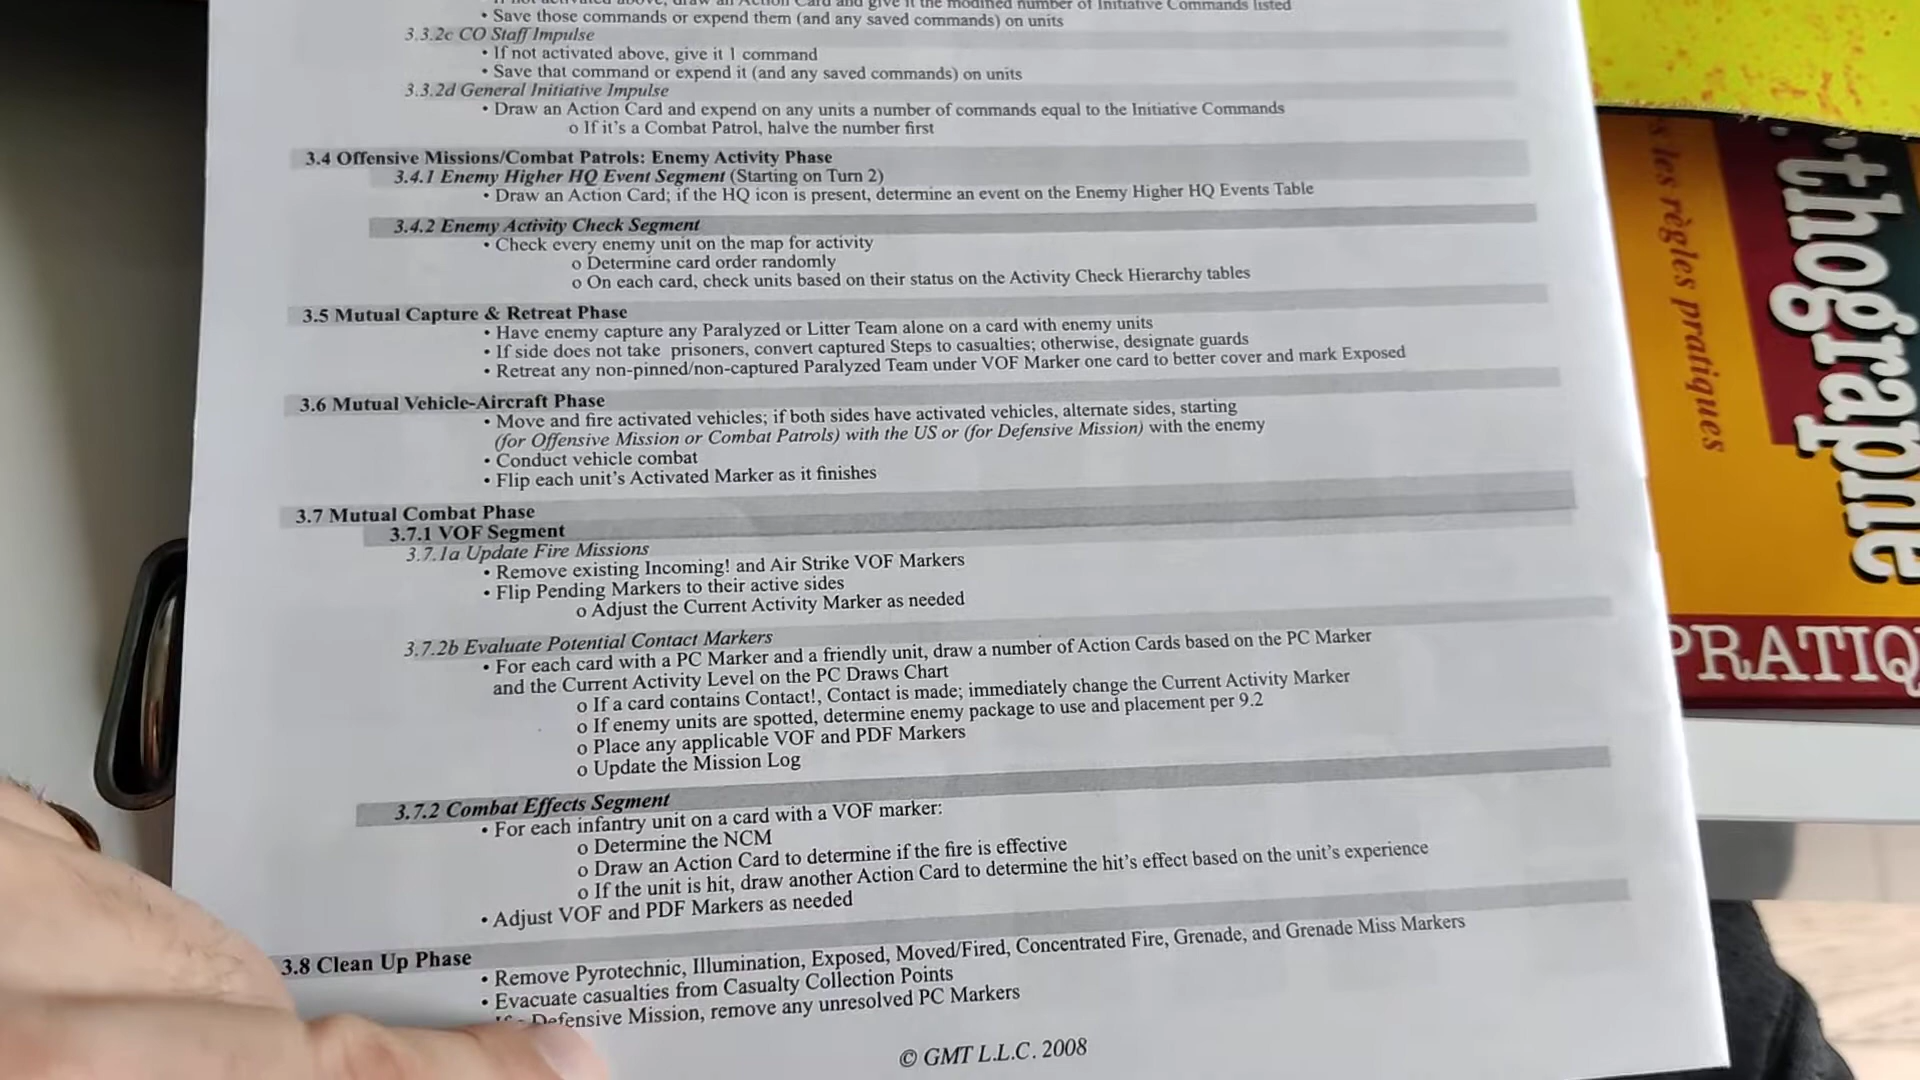 If not activated above, draw an Action Card and give it the modified number of Initiative Commands listed
• Save those commands or expend them (and any saved commands) on units
3.3.2c CO Staff Impulse
• If not activated above, give it 1 command
• Save that command or expend it (and any saved commands) on units
3.3.2d General Initiative Impulse
• Draw an Action Card and expend on any units a number of commands equal to the Initiative Commands
o If it's a Combat Patrol, halve the number first
3.4 Offensive Missions/Combat Patrols: Enemy Activity Phase
3.4.1 Enemy Higher HQ Event Segment (Starting on Turn 2)
• Draw an Action Card; if the HQ icon is present, determine an event on the Enemy Higher HQ Events Table
3.4.2 Enemy Activity Check Segment
• Check every enemy unit on the map for activity
o Determine card order randomly
o On each card, check units based on their status on the Activity Check Hierarchy tables
3.5 Mutual Capture & Retreat Phase
• Have enemy capture any Paralyzed or Litter Team alone on a card with enemy units
• If side does not take prisoners, convert captured Steps to casualties; otherwise, designate guards
• Retreat any non-pinned/non-captured Paralyzed Team under VOF Marker one card to better cover and mark Exposed
3.6 Mutual Vehicle-Aircraft Phase
• Move and fire activated vehicles; if both sides have activated vehicles, alternate sides, starting
(for Offensive Mission or Combat Patrols) with the US or (for Defensive Mission) with the enemy
• Conduct vehicle combat
• Flip each unit's Activated Marker as it finishes
3.7 Mutual Combat Phase
3.7.1 VOF Segment
3.7.1a Update Fire Missions
• Remove existing Incoming! and Air Strike VOF Markers
• Flip Pending Markers to their active sides
o Adjust the Current Activity Marker as needed
3.7.2b Evaluate Potential Contact Markers
• For each card with a PC Marker and a friendly unit, draw a number of Action Cards based on the PC Marker
and the Current Activity Level on the PC Draws Chart
o If a card contains Contact!, Contact is made; immediately change the Current Activity Marker
o If enemy units are spotted, determine enemy package to use and placement per 9.2
o Place any applicable VOF and PDF Markers
o Update the Mission Log
3.7.2 Combat Effects Segment
• For each infantry unit on a card with a VOF marker:
o Determine the NCM
o Draw an Action Card to determine if the fire is effective
o If the unit is hit, draw another Action Card to determine the hit's effect based on the unit's experience
• Adjust VOF and PDF Markers as needed
3.8 Clean Up Phase
• Remove Pyrotechnic, Illumination, Exposed, Moved/Fired, Concentrated Fire, Grenade, and Grenade Miss Markers
• Evacuate casualties from Casualty Collection Points
Defensive Mission, remove any unresolved PC Markers
© GMT L.L.C. 2008
les règles pratiques
thographe
PRATIQ